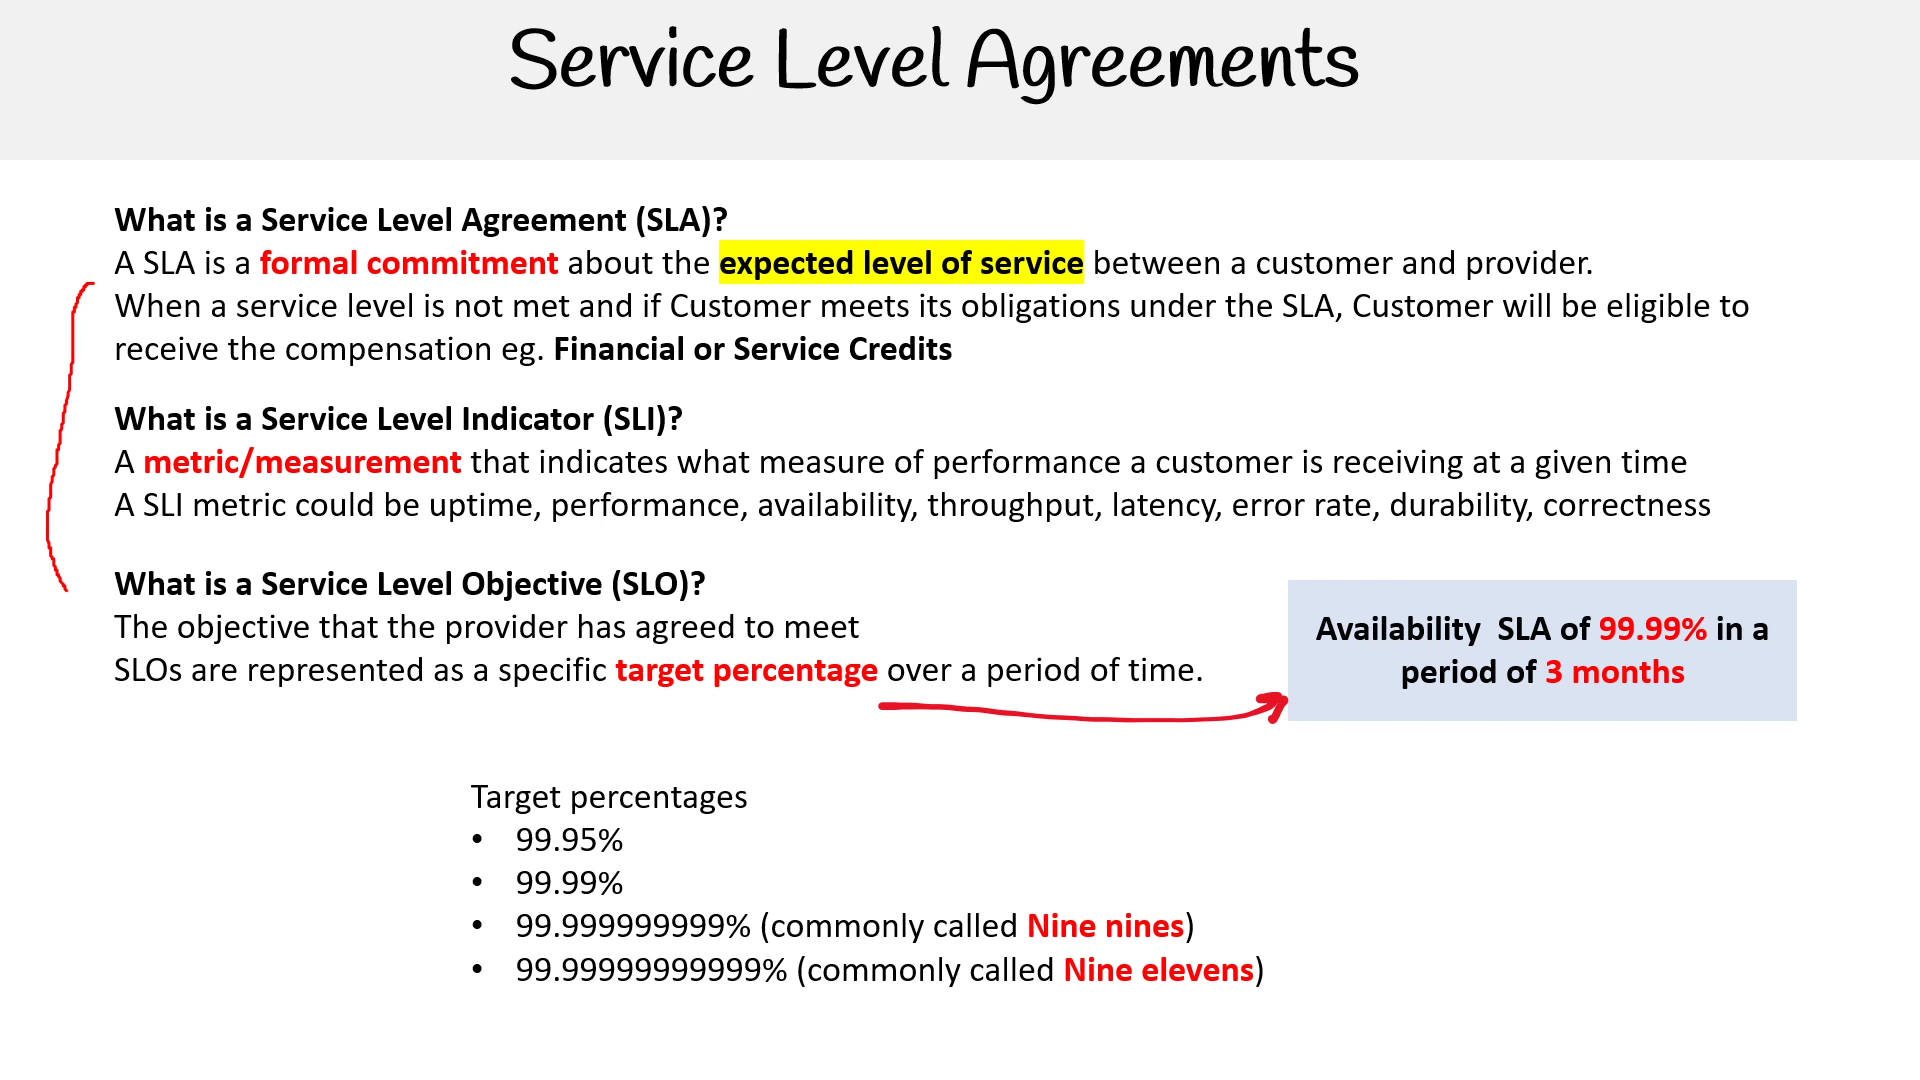 Service Level Agreements
What is a Service Level Agreement (SLA)?
A SLA is a formal commitment about the expected level of service between a customer and provider.
When a service level is not met and if Customer meets its obligations under the SLA, Customer will be eligible to
receive the compensation eg. Financial or Service Credits
What is a Service Level Indicator (SLI)?
A metric/measurement that indicates what measure of performance a customer is receiving at a given time
A SLI metric could be uptime, performance, availability, throughput, latency, error rate, durability, correctness
What is a Service Level Objective (SLO)?
The objective that the provider has agreed to meet
SLOs are represented as a specific target percentage over a period of time.
Availability SLA of 99.99% in a
period of 3 months
Target percentages
• 99.95%
• 99.99%
• 99.999999999% (commonly called Nine nines)
• 99.99999999999% (commonly called Nine elevens)